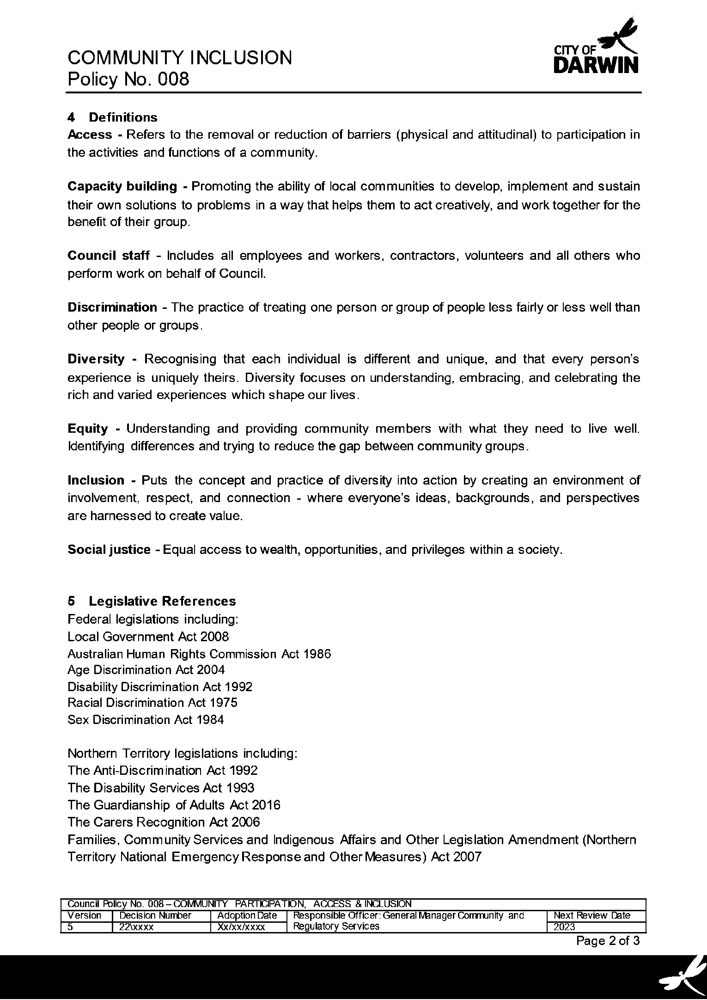 COMMUNITY INCLUSION
Policy No. 008
CITY OF
DARWIN
4 Definitions
Access - Refers to the removal or reduction of barriers (physical and attitudinal) to participation in
the activities and functions of a community.
Capacity building - Promoting the ability of local communities to develop, implement and sustain
their own solutions to problems in a way that helps them to act creatively, and work together for the
benefit of their group.
Council staff - Includes all employees and workers, contractors, volunteers and all others who
perform work on behalf of Council.
Discrimination - The practice of treating one person or group of people less fairly or less well than
other people or groups.
Diversity - Recognising that each individual is different and unique, and that every person’s
experience is uniquely theirs. Diversity focuses on understanding, embracing, and celebrating the
rich and varied experiences which shape our lives.
Equity - Understanding and providing community members with what they need to live well.
Identifying differences and trying to reduce the gap between community groups.
Inclusion - Puts the concept and practice of diversity into action by creating an environment of
involvement, respect, and connection - where everyone’s ideas, backgrounds, and perspectives
are harnessed to create value.
Social justice - Equal access to wealth, opportunities, and privileges within a society.
5 Legislative References
Federal legislations including:
Local Government Act 2008
Australian Human Rights Commission Act 1986
Age Discrimination Act 2004
Disability Discrimination Act 1992
Racial Discrimination Act 1975
Sex Discrimination Act 1984
Northern Territory legislations including:
The Anti-Discrimination Act 1992
The Disability Services Act 1993
The Guardianship of Adults Act 2016
The Carers Recognition Act 2006
Families, Community Services and Indigenous Affairs and Other Legislation Amendment (Northern
Territory National Emergency Response and Other Measures) Act 2007
Council Policy No. 008 – COMMUNITY PARTICIPATION, ACCESS & INCLUSION
Version Decision Number Adoption Date Responsible Officer: General Manager Community and Next Review Date
5 22\xxxx Xx/xx/xxxx Regulatory Services 2023
Page 2 of 3